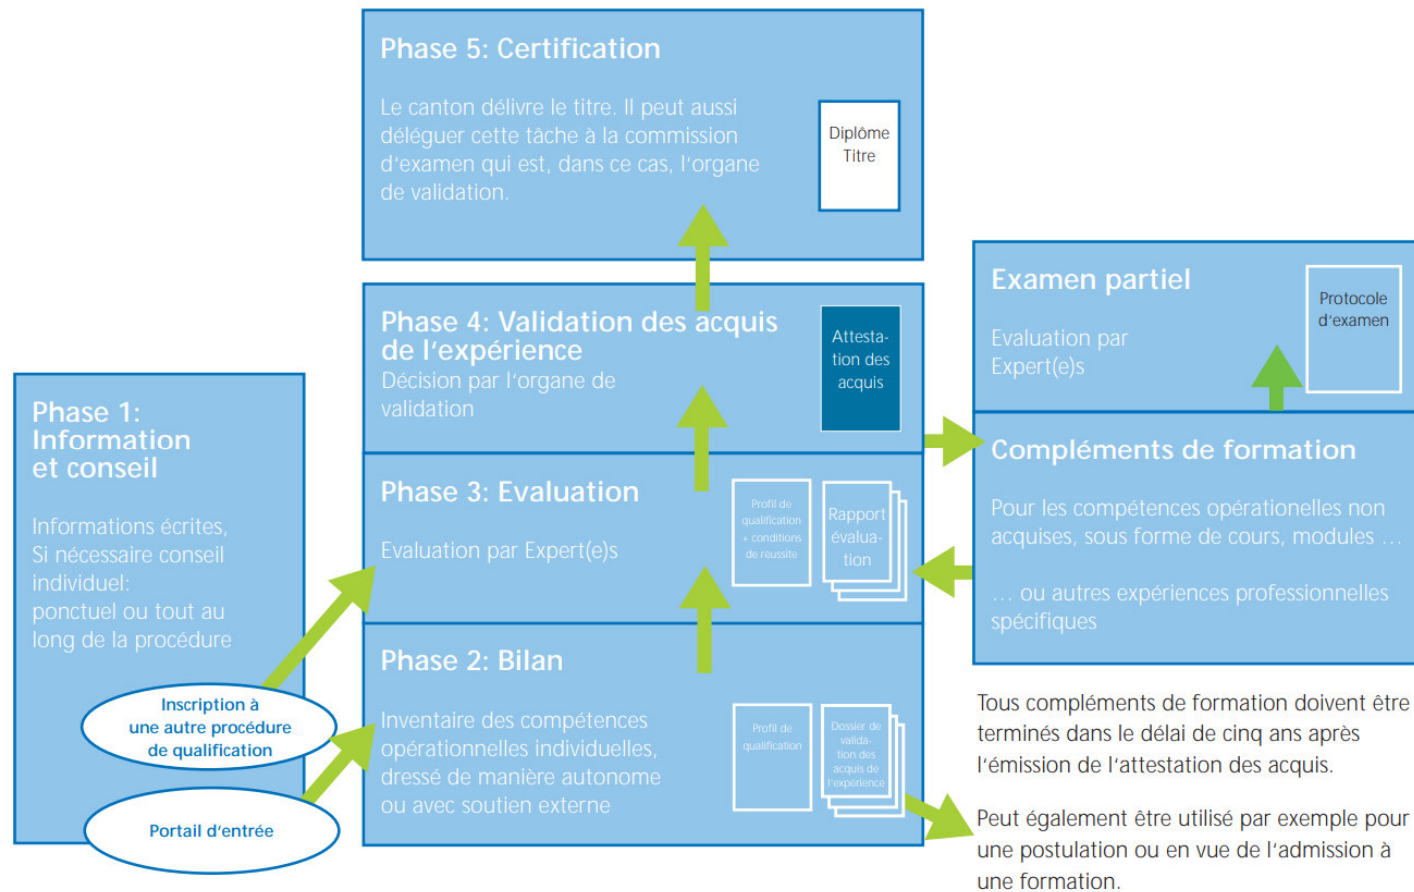 Phase 5: Certification
Le canton délivre le titre. Il peut aussi
déléguer cette tâche à la commission
d'examen qui est, dans ce cas, l'organe
de validation.
Diplôme
Titre
Phase 4: Validation des acquis
de l'expérience
Décision par l'organe de
validation
Attesta-
tion des
acquis
Examen partiel
Evaluation par
Expert(e)s
Protocole
d'examen
Phase 1:
Information
et conseil
Informations écrites,
Si nécessaire conseil
individuel:
ponctuel ou tout au
long de la procédure
Inscription à
une autre procédure
de qualification
Portail d'entrée
Phase 3: Evaluation
Evaluation par Expert(e)s
Profil de
qualification
+ conditions
de réussite
Rapport
évalua-
tion
Compléments de formation
Pour les compétences opérationelles non
acquises, sous forme de cours, modules ...
... ou autres expériences professionnelles
spécifiques
Phase 2: Bilan
Inventaire des compétences
opérationnelles individuelles,
dressé de manière autonome
ou avec soutien externe
Profil de
qualification
Dossier de
valida-
tion des
acquis de
l'expérience
Tous compléments de formation doivent être
terminés dans le délai de cinq ans après
l'émission de l'attestation des acquis.
Peut également être utilisé par exemple pour
une postulation ou en vue de l'admission à
une formation.